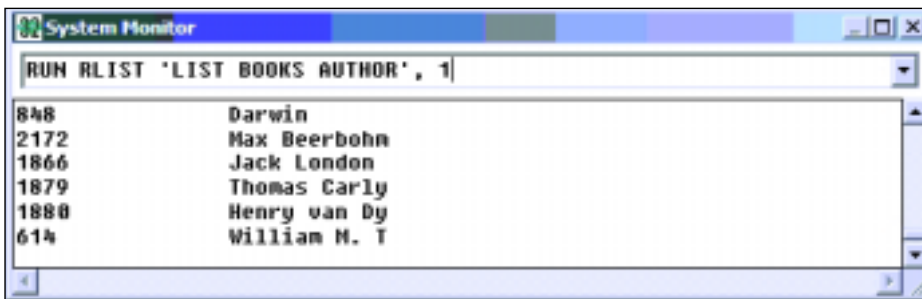 System Monitor
RUN RLIST 'LIST BOOKS AUTHOR', 1
848 Darwin
2172 Max Beerbohm
1866 Jack London
1879 Thomas Carly
1880 Henry van Dy
614 William M. T